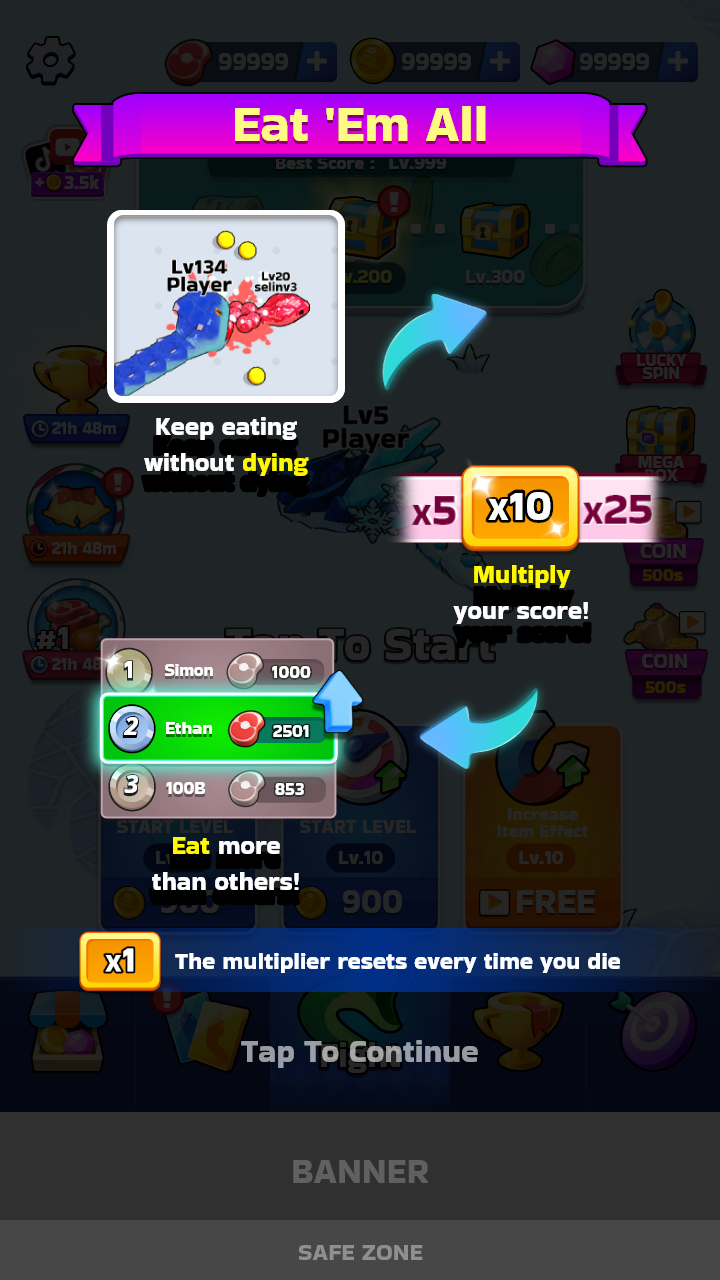 99999
99999
99999
Eat 'Em All
+ 3.5k
Best Score : Lv.999
Lv134
Player
Lv20
selinv3
v.200
Lv.300
LUCKY
SPIN
21h 48m
Keep eating
without dying
Lv5
Player
MEGA
BOX
x5 x10 x25
21h 48m
COIN
500s
Multiply
your score!
#1
21h 48
Tap To Start
COIN
500s
1 Simon 1000
2 Ethan 2501
3 100B 853
START LEVEL
START LEVEL
Lv.10
900
Increase
Item Effect
Lv.10
FREE
Eat more
than others!
x1 The multiplier resets every time you die
Tap To Continue
BANNER
SAFE ZONE